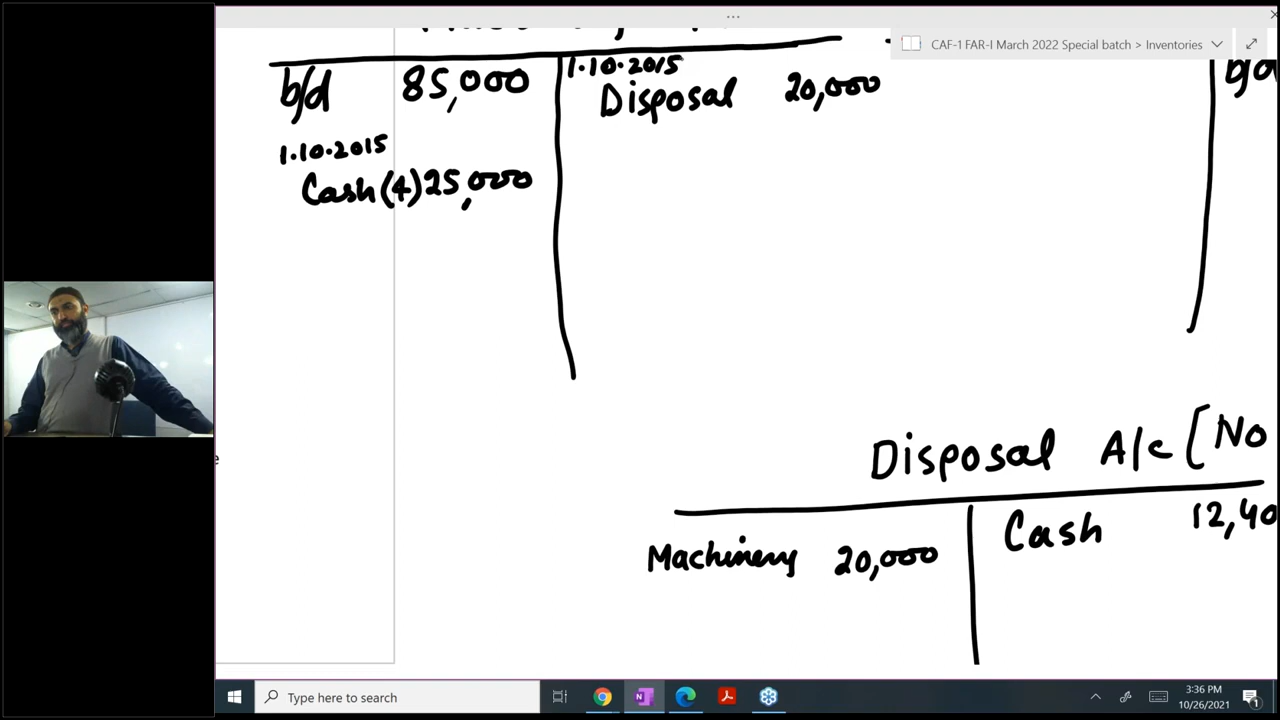 CAF-1 FAR-I March 2022 Special batch > Inventories
b/d 85,000
1.10.2015
Disposal 20,000
b/d
1.10.2015
Cash (4) 25,000
Disposal A/c [No
Machinery 20,000
Cash 12,40
Type here to search
3:36 PM
10/26/2021
1